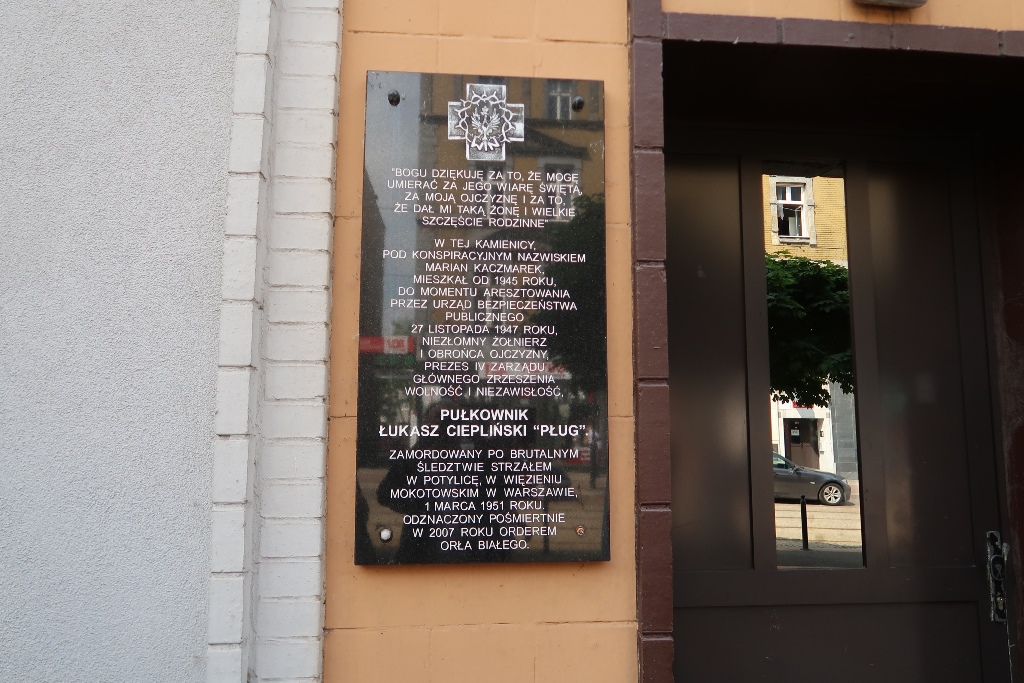 "BOGU DZIĘKUJĘ ZA TO, ŻE MOGĘ
UMIERAĆ ZA JEGO WIARĘ ŚWIĘTĄ,
ZA MOJĄ OJCZYZNĘ I ZA TO,
ŻE DAŁ MI TAKĄ ŻONĘ I WIELKIE
SZCZĘŚCIE RODZINNE"
W TEJ KAMIENICY,
POD KONSPIRACYJNYM NAZWISKIEM
MARIAN KACZMAREK,
MIESZKAŁ OD 1945 ROKU,
DO MOMENTU ARESZTOWANIA
PRZEZ URZĄD BEZPIECZEŃSTWA
PUBLICZNEGO
27 LISTOPADA 1947 ROKU,
NIEZŁOMNY ŻOŁNIERZ
I OBROŃCA OJCZYZNY,
PREZES IV ZARZĄDU
GŁÓWNEGO ZRZESZENIA
WOLNOŚĆ I NIEZAWISŁOŚĆ,
PUŁKOWNIK
ŁUKASZ CIEPLIŃSKI "PŁUG"
ZAMORDOWANY PO BRUTALNYM
ŚLEDZTWIE STRZAŁEM
W POTYLICĘ, W WIĘZIENIU
MOKOTOWSKIM W WARSZAWIE,
1 MARCA 1951 ROKU.
ODZNACZONY POŚMIERTNIE
W 2007 ROKU ORDEREM
ORŁA BIAŁEGO.